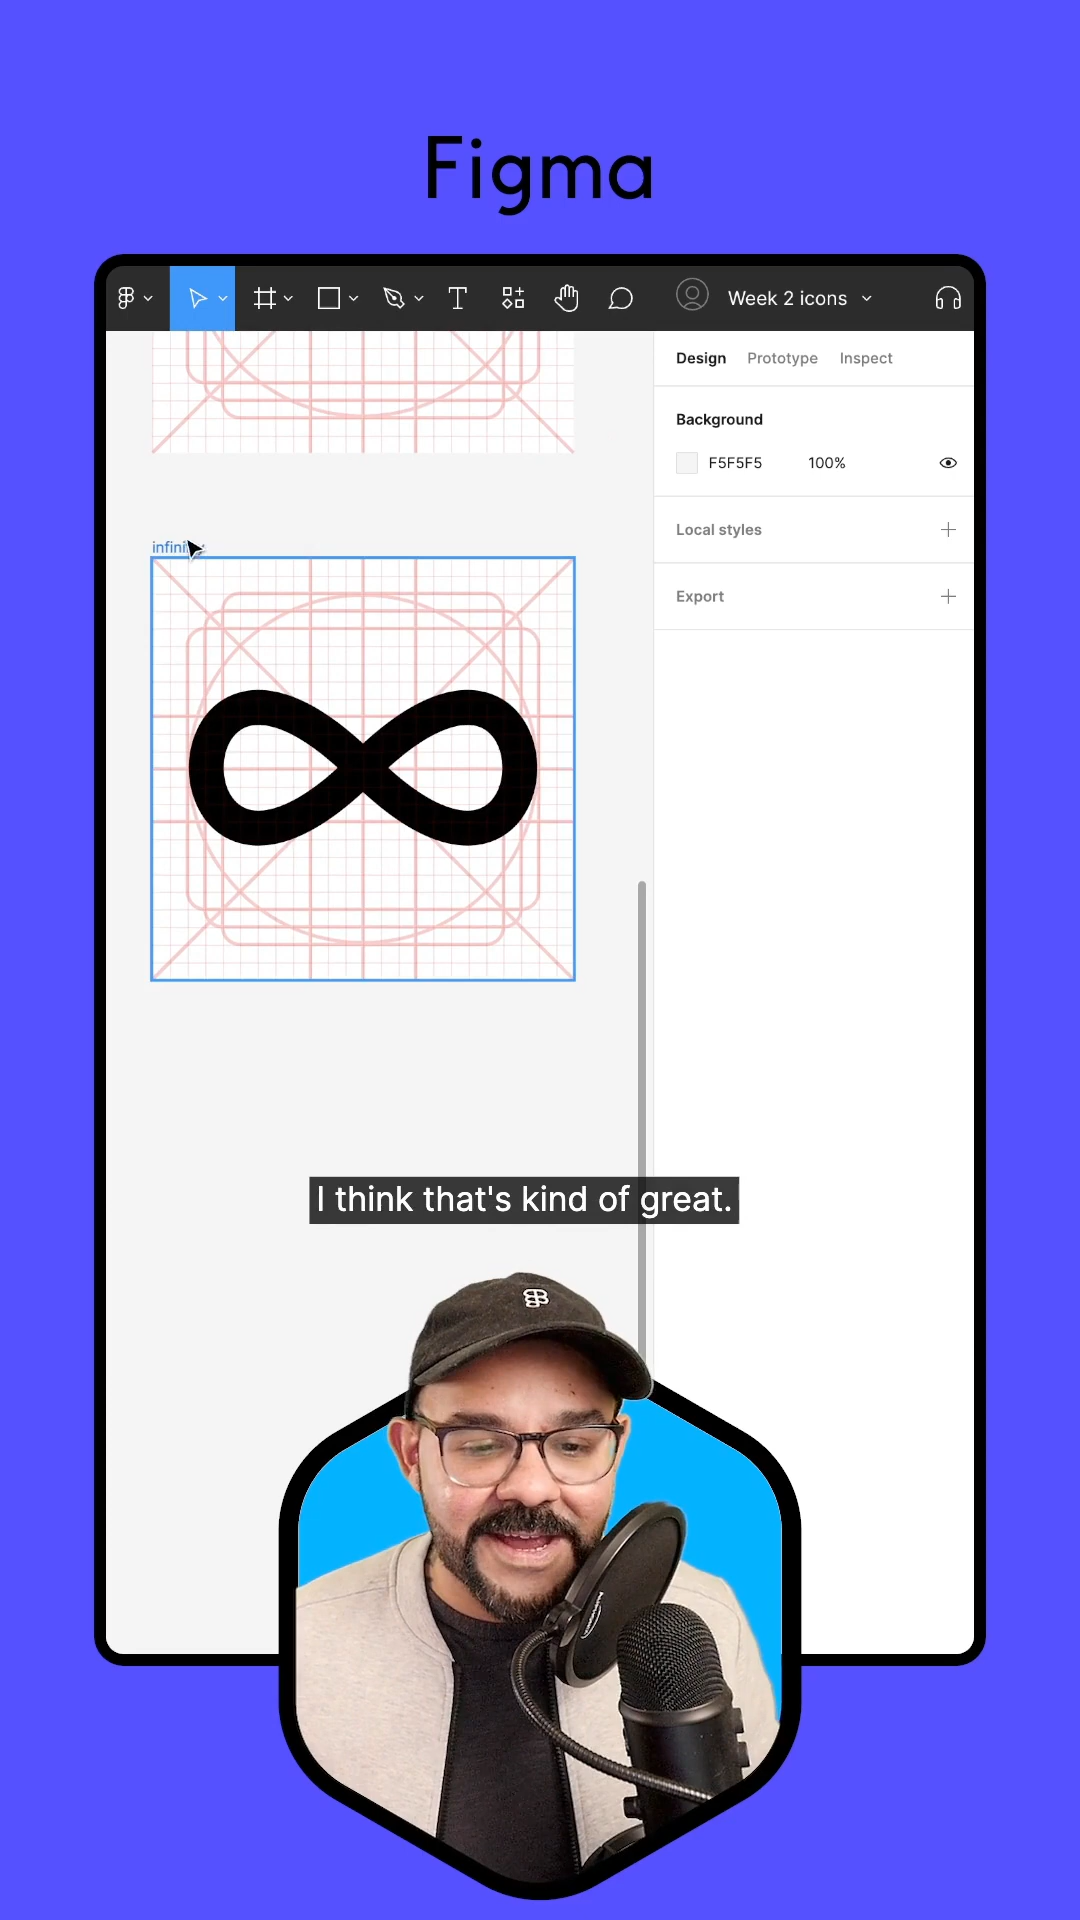 Figma
Week 2 icons
Design Prototype Inspect
Background
F5F5F5 100%
Local styles
Export
I think that's kind of great.